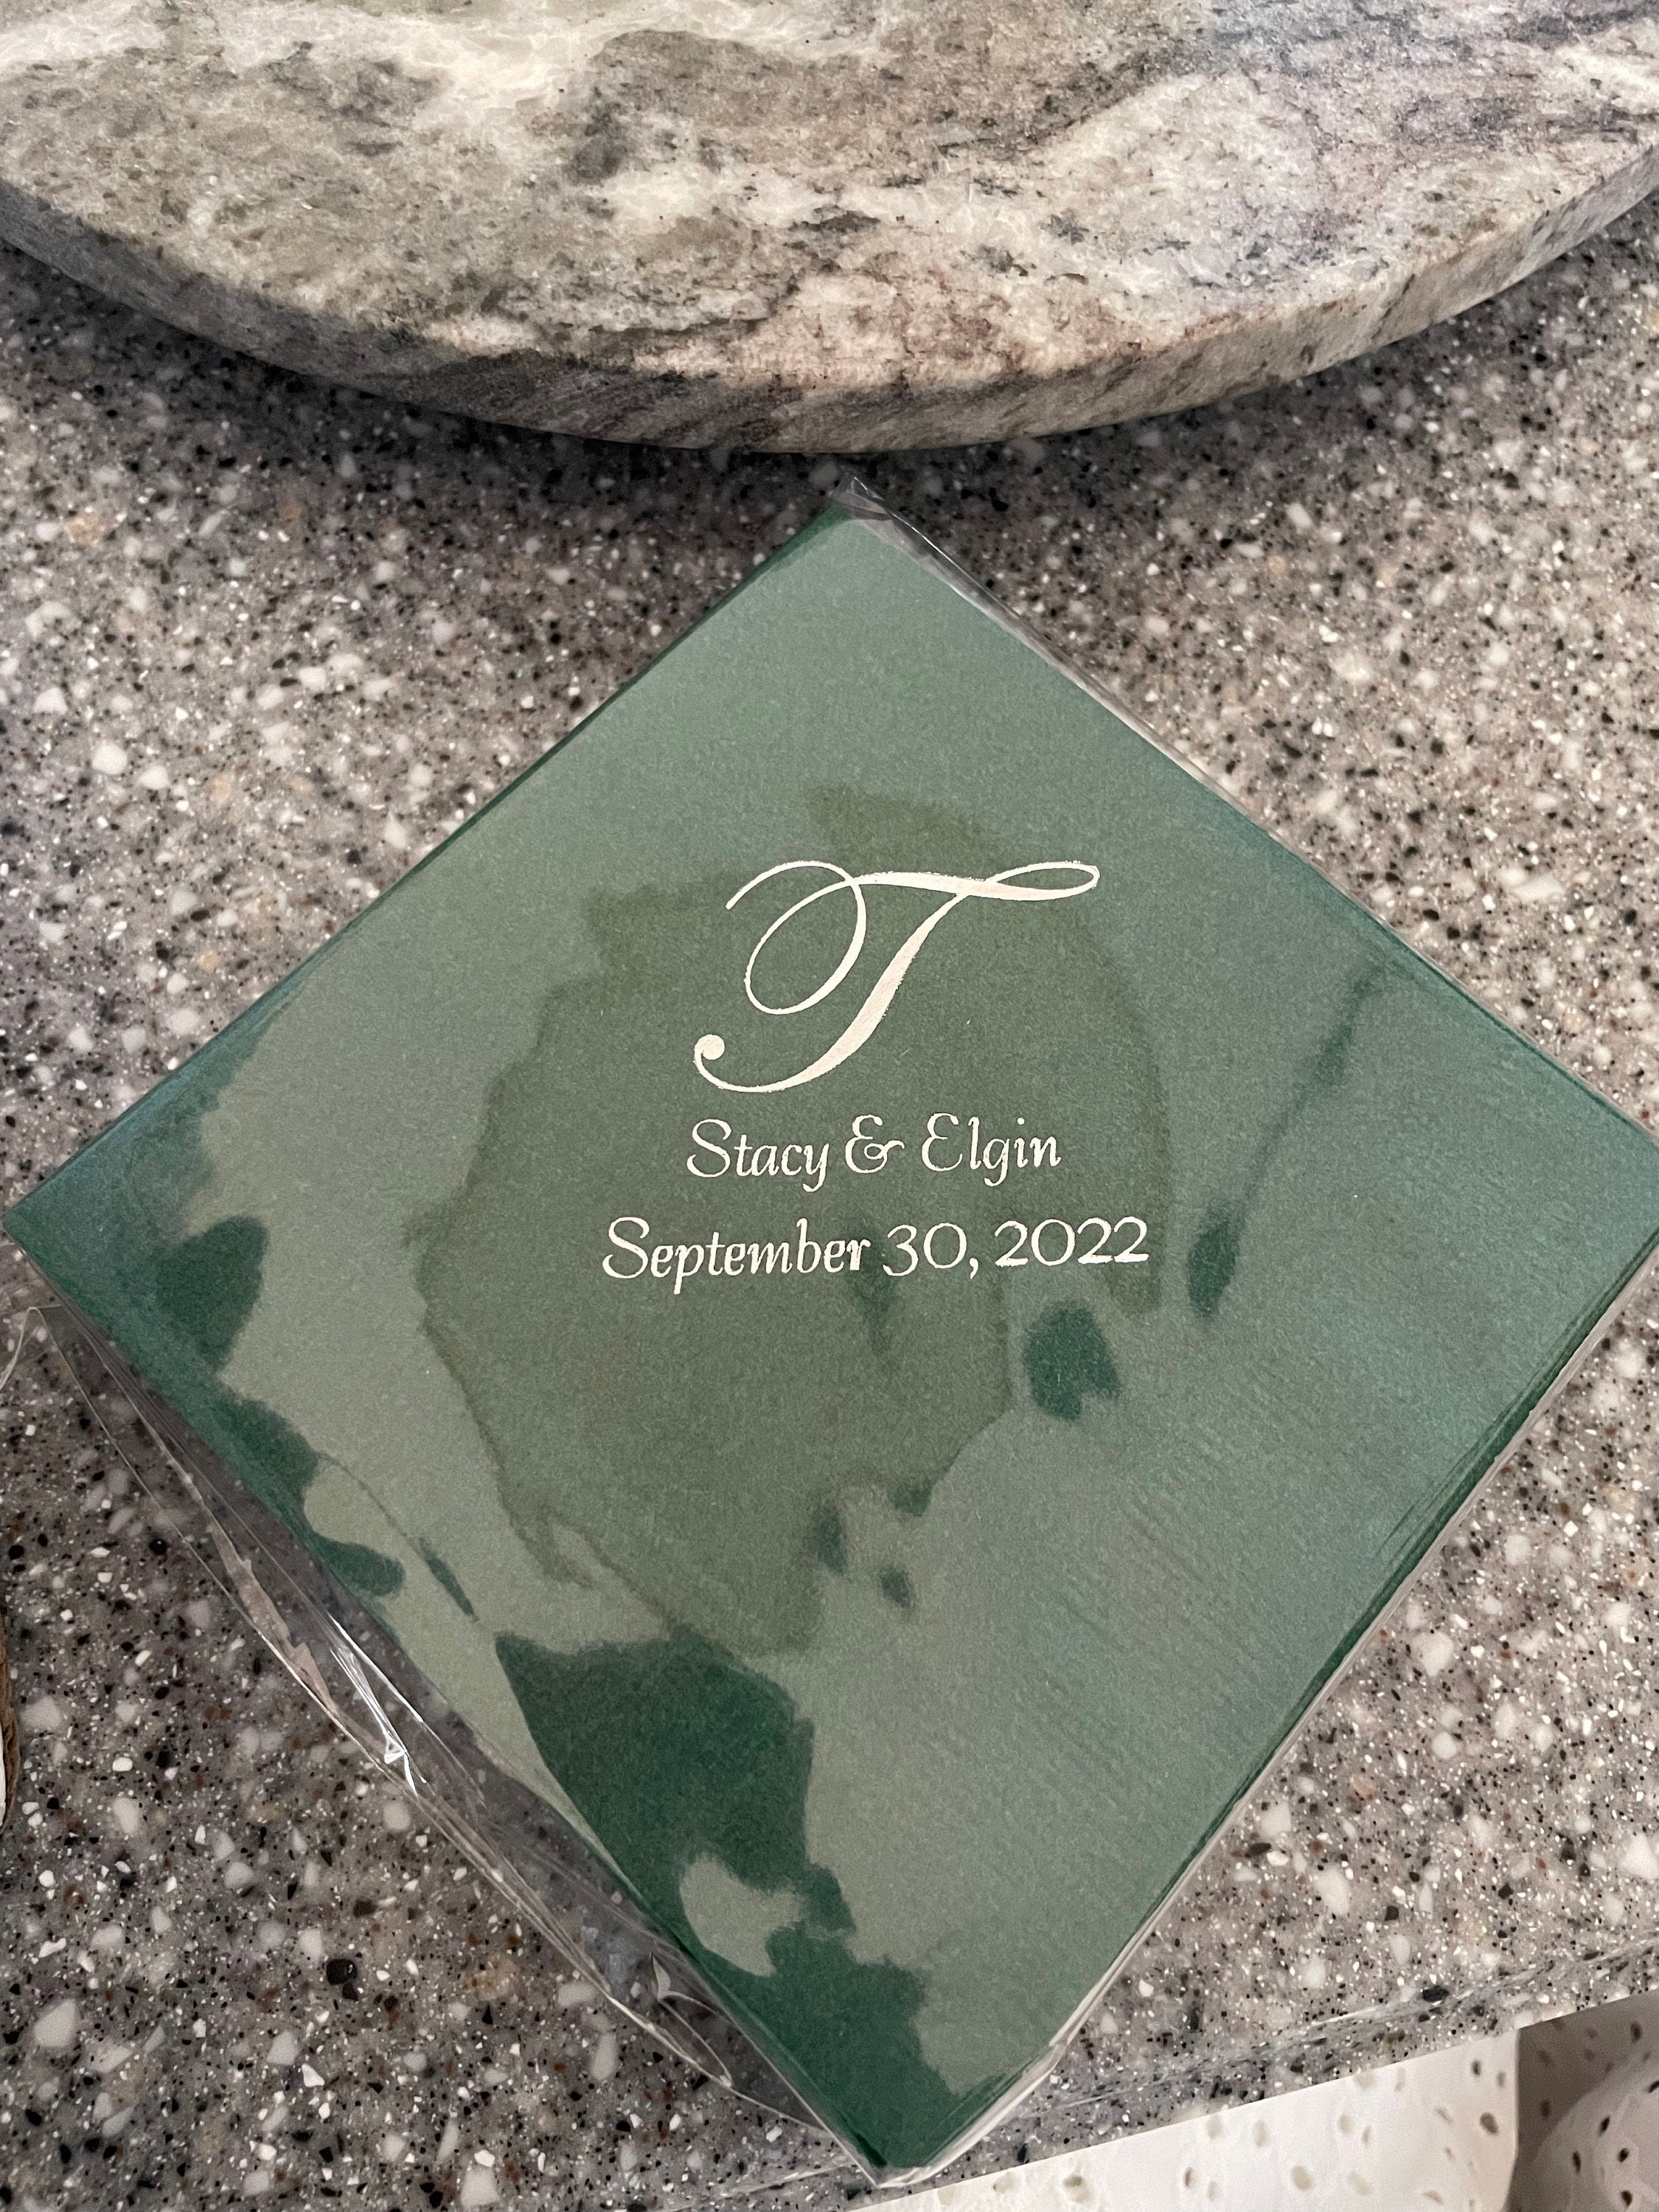 T
Stacy & Elgin
September 30, 2022